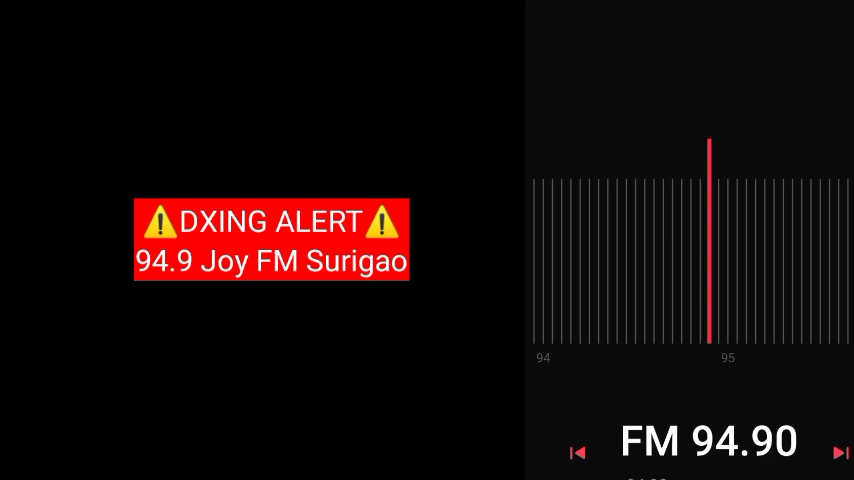 ⚠️DXING ALERT⚠️
94.9 Joy FM Surigao
94
95
FM 94.90